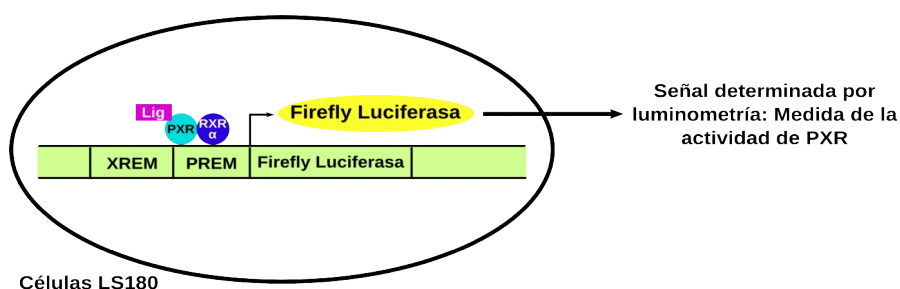 Lig
PXR
RXR
α
Firefly Luciferasa
XREM
PREM
Firefly Luciferasa
Señal determinada por
luminometría: Medida de la
actividad de PXR
Células LS180